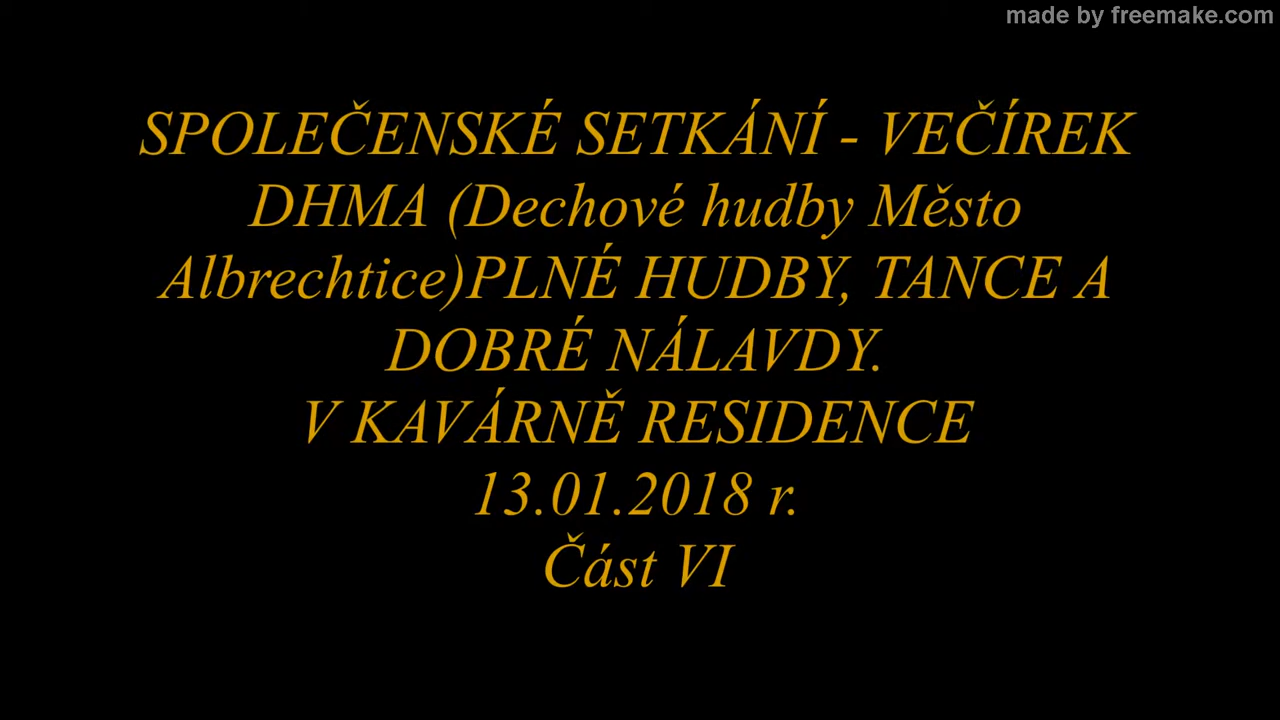 made by freemake.com
SPOLEČENSKÉ SETKÁNÍ - VEČÍREK
DHMA (Dechové hudby Město
Albrechtice)PLNÉ HUDBY, TANCE A
DOBRÉ NÁLAVDY.
V KAVÁRNĚ RESIDENCE
13.01.2018 r.
Část VI